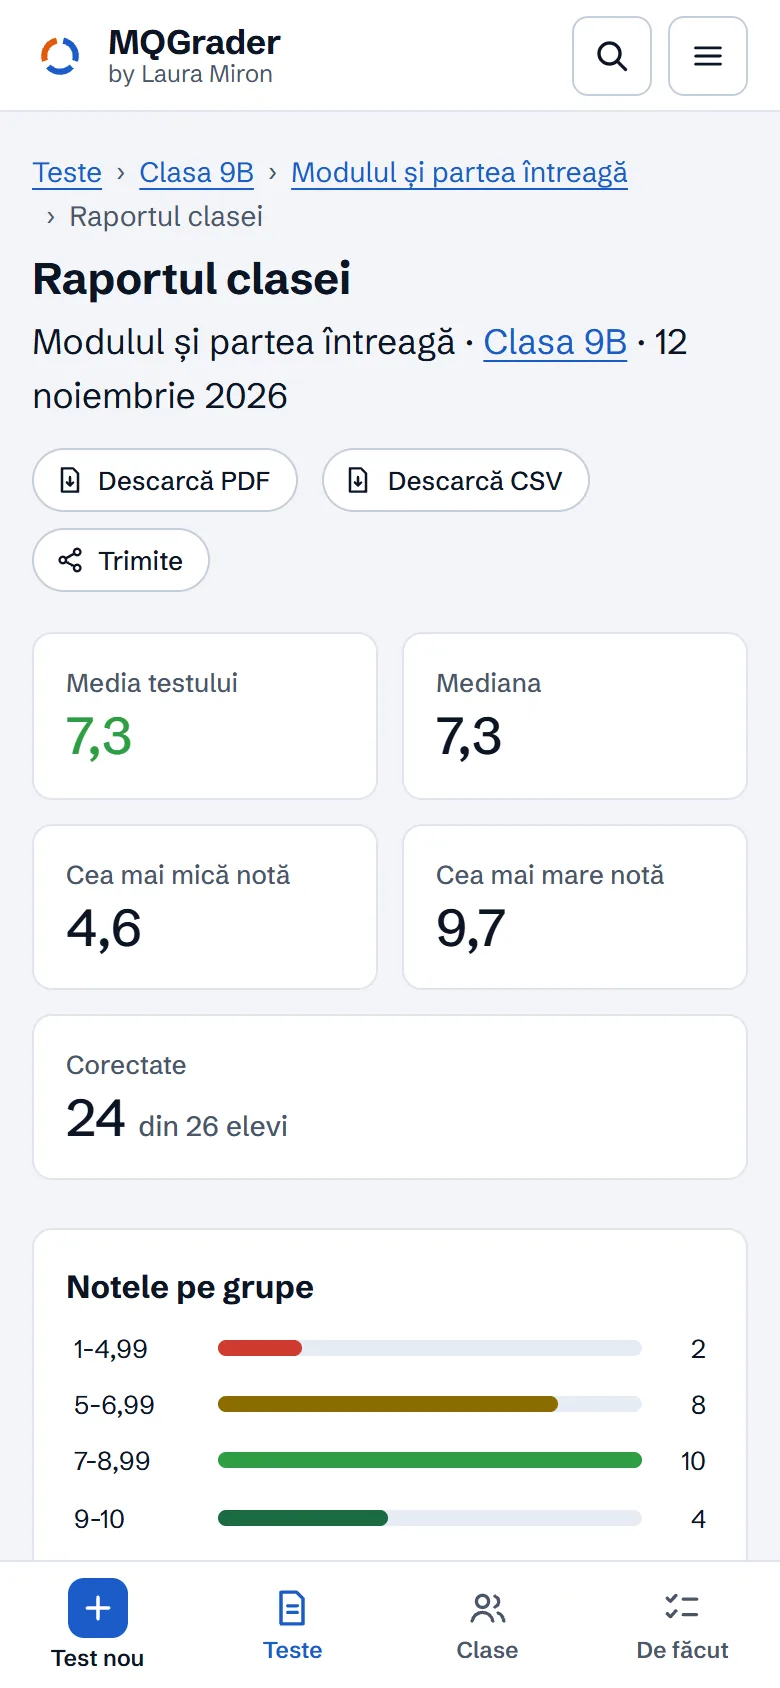 MQGrader
by Laura Miron
Teste › Clasa 9B › Modulul și partea întreagă
› Raportul clasei
Raportul clasei
Modulul și partea întreagă · Clasa 9B · 12
noiembrie 2026
Descarcă PDF
Descarcă CSV
Trimite
Media testului
7,3
Mediana
7,3
Cea mai mică notă
4,6
Cea mai mare notă
9,7
Corectate
24 din 26 elevi
Notele pe grupe
1-4,99 2
5-6,99 8
7-8,99 10
9-10 4
Test nou
Teste
Clase
De făcut